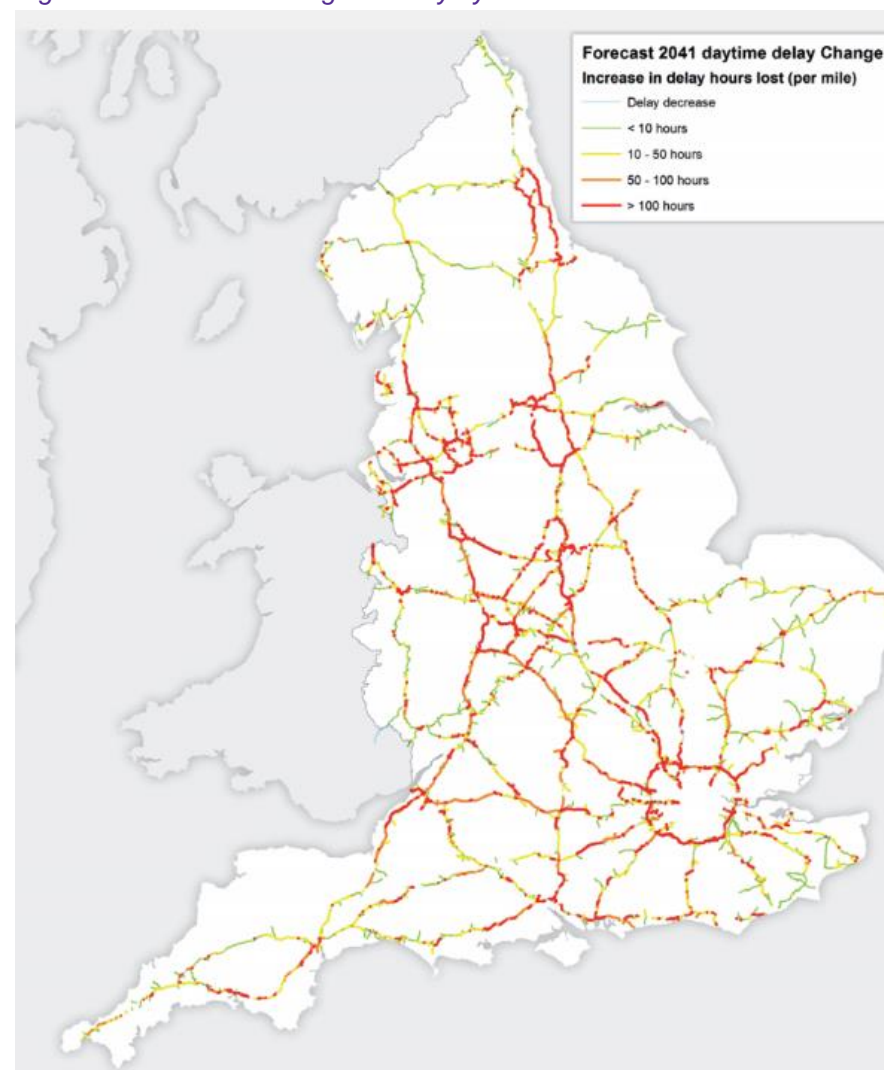 Forecast 2041 daytime delay Change
Increase in delay hours lost (per mile)
Delay decrease
< 10 hours
10 - 50 hours
50 - 100 hours
> 100 hours